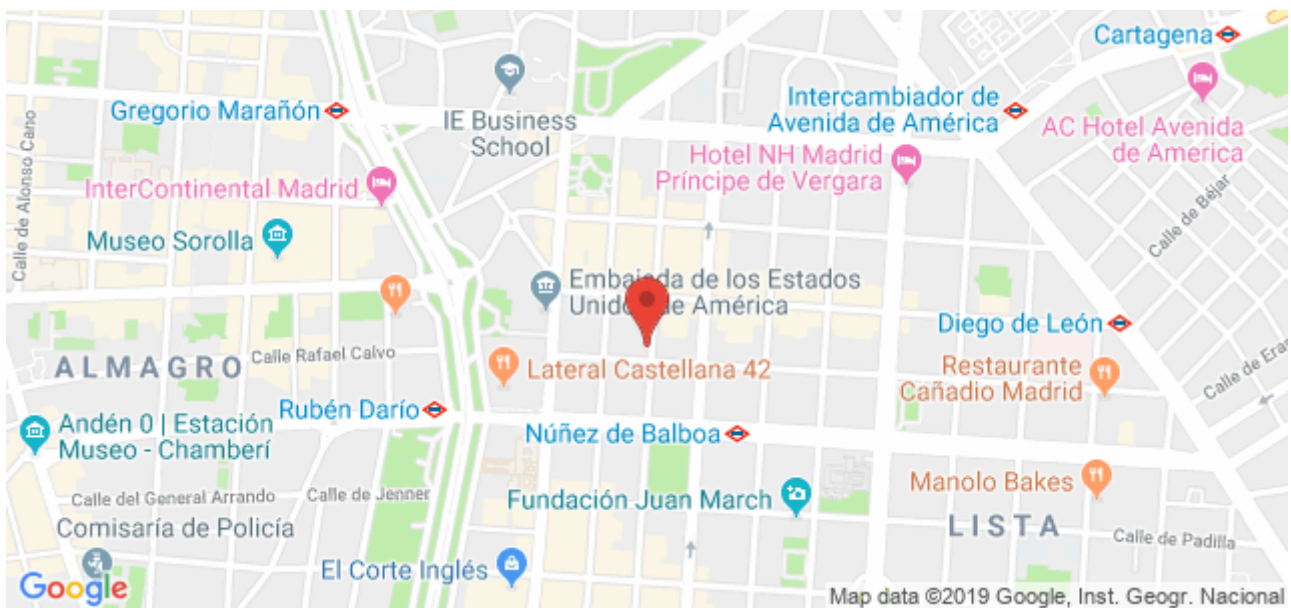 Cartagena
Gregorio Marañón
IE Business
School
Intercambiador de
Avenida de América
AC Hotel Avenida
de America
Calle de Alonso Cano
InterContinental Madrid
Hotel NH Madrid
Príncipe de Vergara
Calle de Béjar
Museo Sorolla
Embajada de los Estados
Unidos de América
Diego de León
ALMAGRO
Calle Rafael Calvo
Lateral Castellana 42
Restaurante
Cañadio Madrid
Calle de Era
Rubén Darío
Andén 0 | Estación
Museo - Chamberí
Núñez de Balboa
Calle del General Arrando
Calle de Jenner
Fundación Juan March
Manolo Bakes
LISTA
Calle de Padilla
Comisaría de Policía
El Corte Inglés
Google
Map data ©2019 Google, Inst. Geogr. Nacional